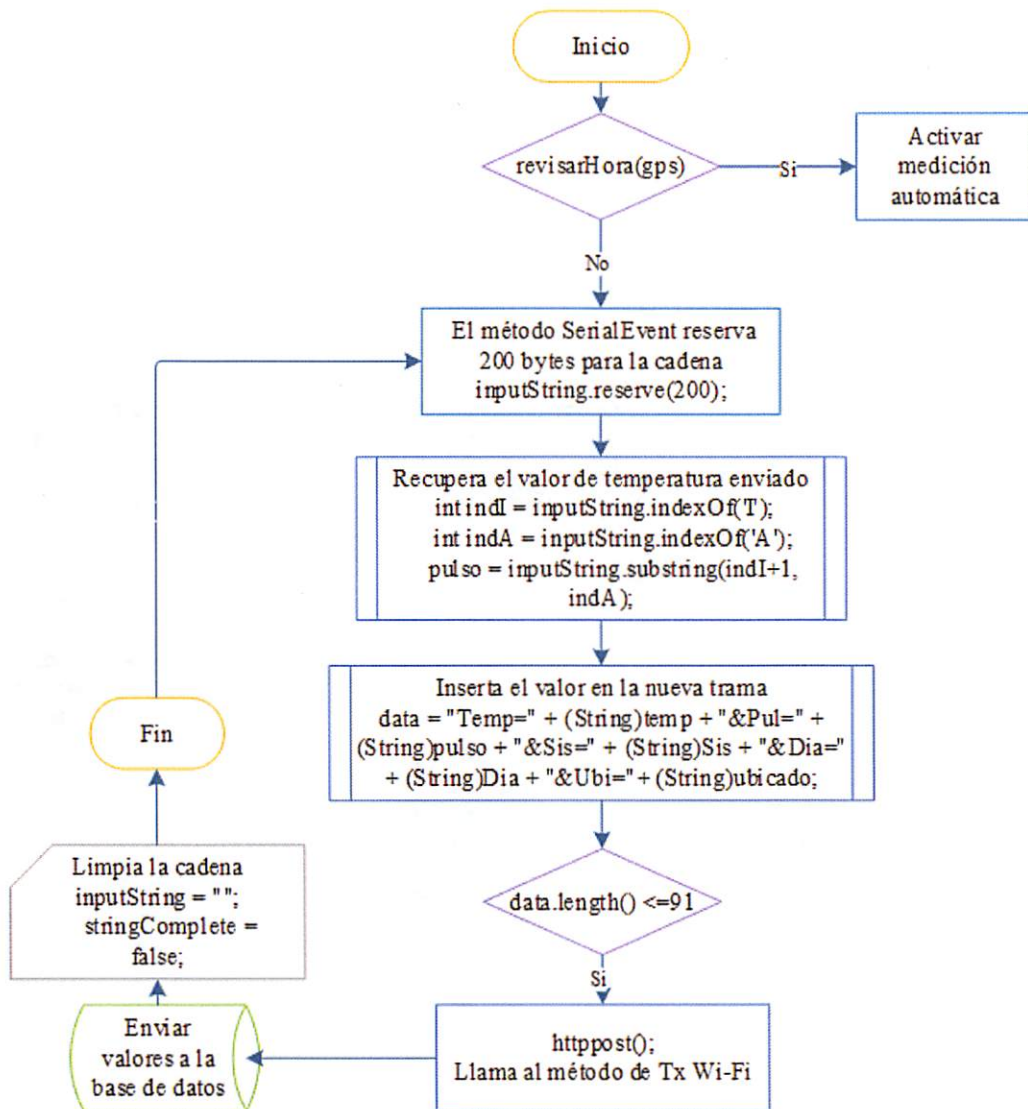 Inicio
revisarHora(gps)
Si
Activar
medición
automática
No
El método SerialEvent reserva
200 bytes para la cadena
inputString.reserve(200);
Recupera el valor de temperatura enviado
int indI = inputString.indexOf(T);
int indA = inputString.indexOf('A');
pulso = inputString.substring(indI+1,
indA);
Inserta el valor en la nueva trama
data = "Temp=" + (String)temp + "&Pul=" +
(String)pulso + "&Sis=" + (String)Sis + "&Dia="
+ (String)Dia + "&Ubi=" + (String)ubicado;
data.length() <=91
Si
httppost();
Llama al método de Tx Wi-Fi
Enviar
valores a la
base de datos
Limpia la cadena
inputString = "";
stringComplete =
false;
Fin